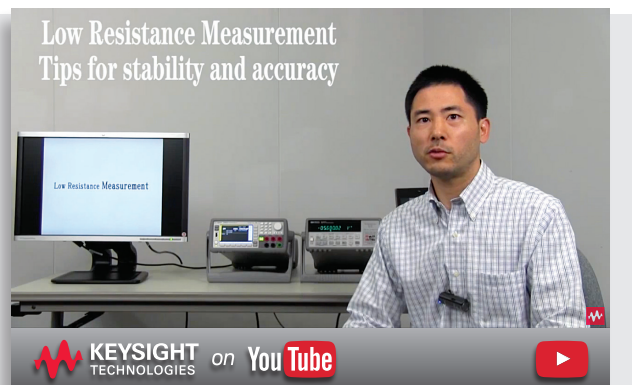 Low Resistance Measurement
Tips for stability and accuracy
Low Resistance Measurement
KEYSIGHT
TECHNOLOGIES
on
YouTube